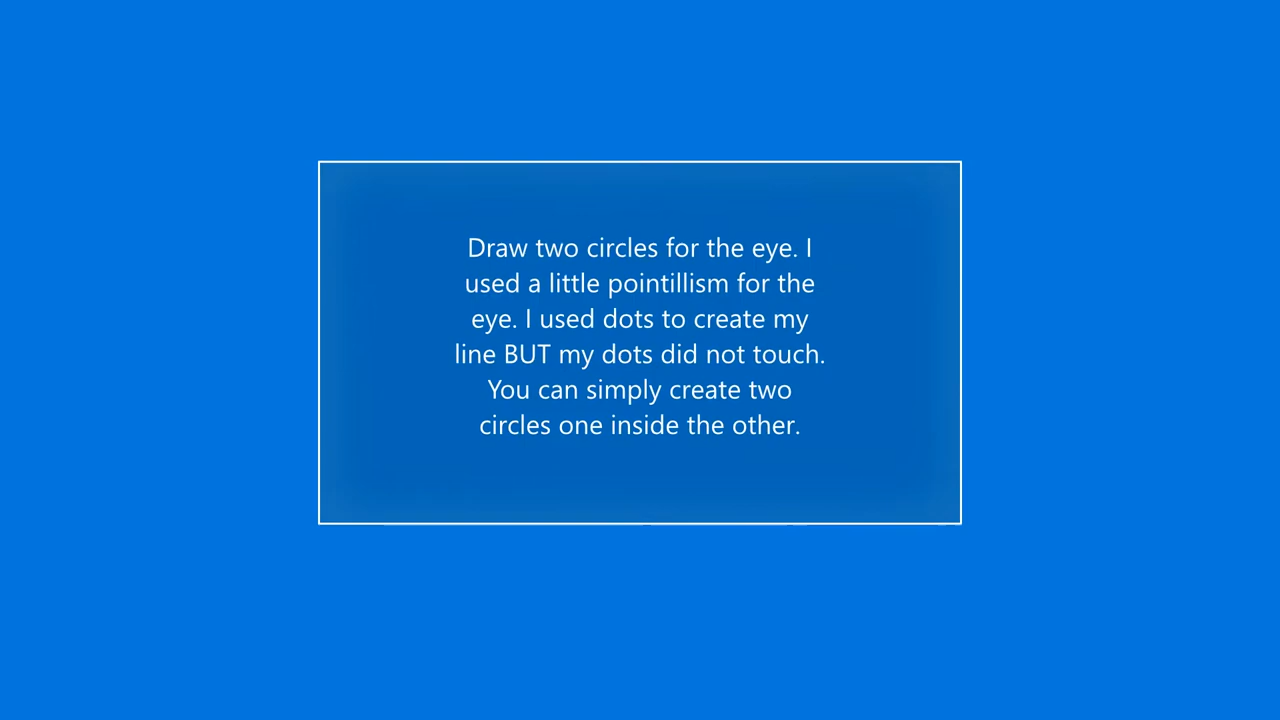 Draw two circles for the eye. I
used a little pointillism for the
eye. I used dots to create my
line BUT my dots did not touch.
You can simply create two
circles one inside the other.